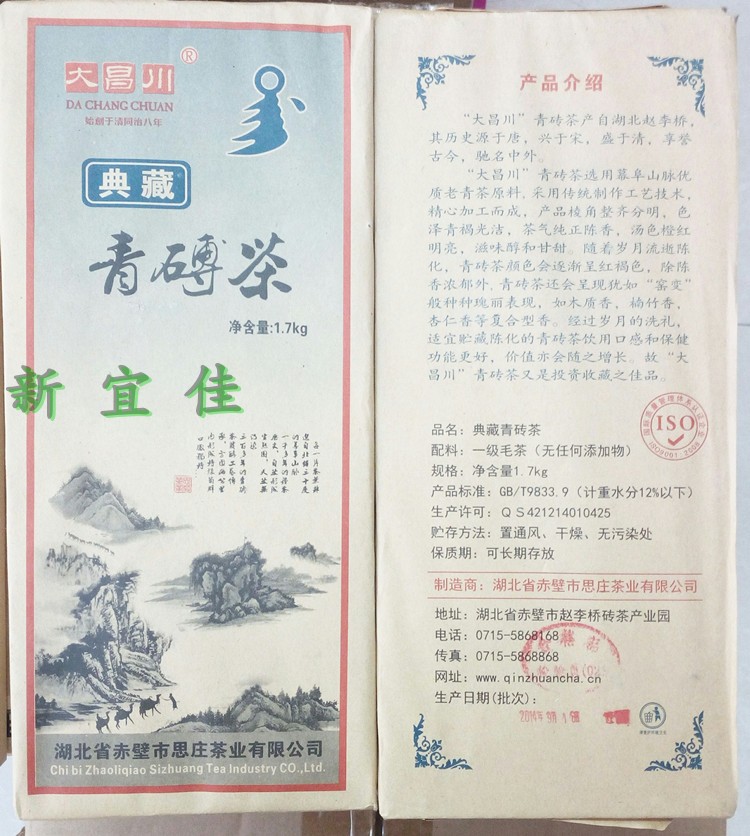 大昌川®
DA CHANG CHUAN
始创于清同治八年
典藏
青砖茶
净含量:1.7kg
新宜佳
湖北省赤壁市思庄茶业有限公司
Chi bi Zhaoliqiao Sizhuang Tea Industry CO.,Ltd.
产品介绍
“大昌川”青砖茶产自湖北赵李桥,
其历史源于唐，兴于宋，盛于清，享誉
古今，驰名中外。
“大昌川”青砖茶选用幕阜山脉优
质老青茶原料，采用传统制作工艺技术，
精心加工而成，产品棱角整齐分明，色
泽青褐光洁，茶气纯正陈香，汤色橙红
明亮，滋味醇和甘甜。随着岁月流逝陈
化，青砖茶颜色会逐渐呈红褐色，除陈
香浓郁外，青砖茶还会呈现犹如“窑变”
般种种瑰丽表现，如木质香，楠竹香，
杏仁香等复合型香。经过岁月的洗礼，
适宜贮藏陈化的青砖茶饮用口感和保健
功能更好，价值亦会随之增长。故“大
昌川”青砖茶又是投资收藏之佳品。
ISO
ISO9001:2008
品名：典藏青砖茶
配料：一级毛茶（无任何添加物）
规格：净含量1.7kg
产品标准：GB/T9833.9（计重水分12%以下）
生产许可：QS421214010425
贮存方法：置通风、干燥、无污染处
保质期：可长期存放
制造商：湖北省赤壁市思庄茶业有限公司
地址：湖北省赤壁市赵李桥砖茶产业园
电话：0715-5868168
传真：0715-5868868
网址：www.qinzhuancha.cn
生产日期(批次)：